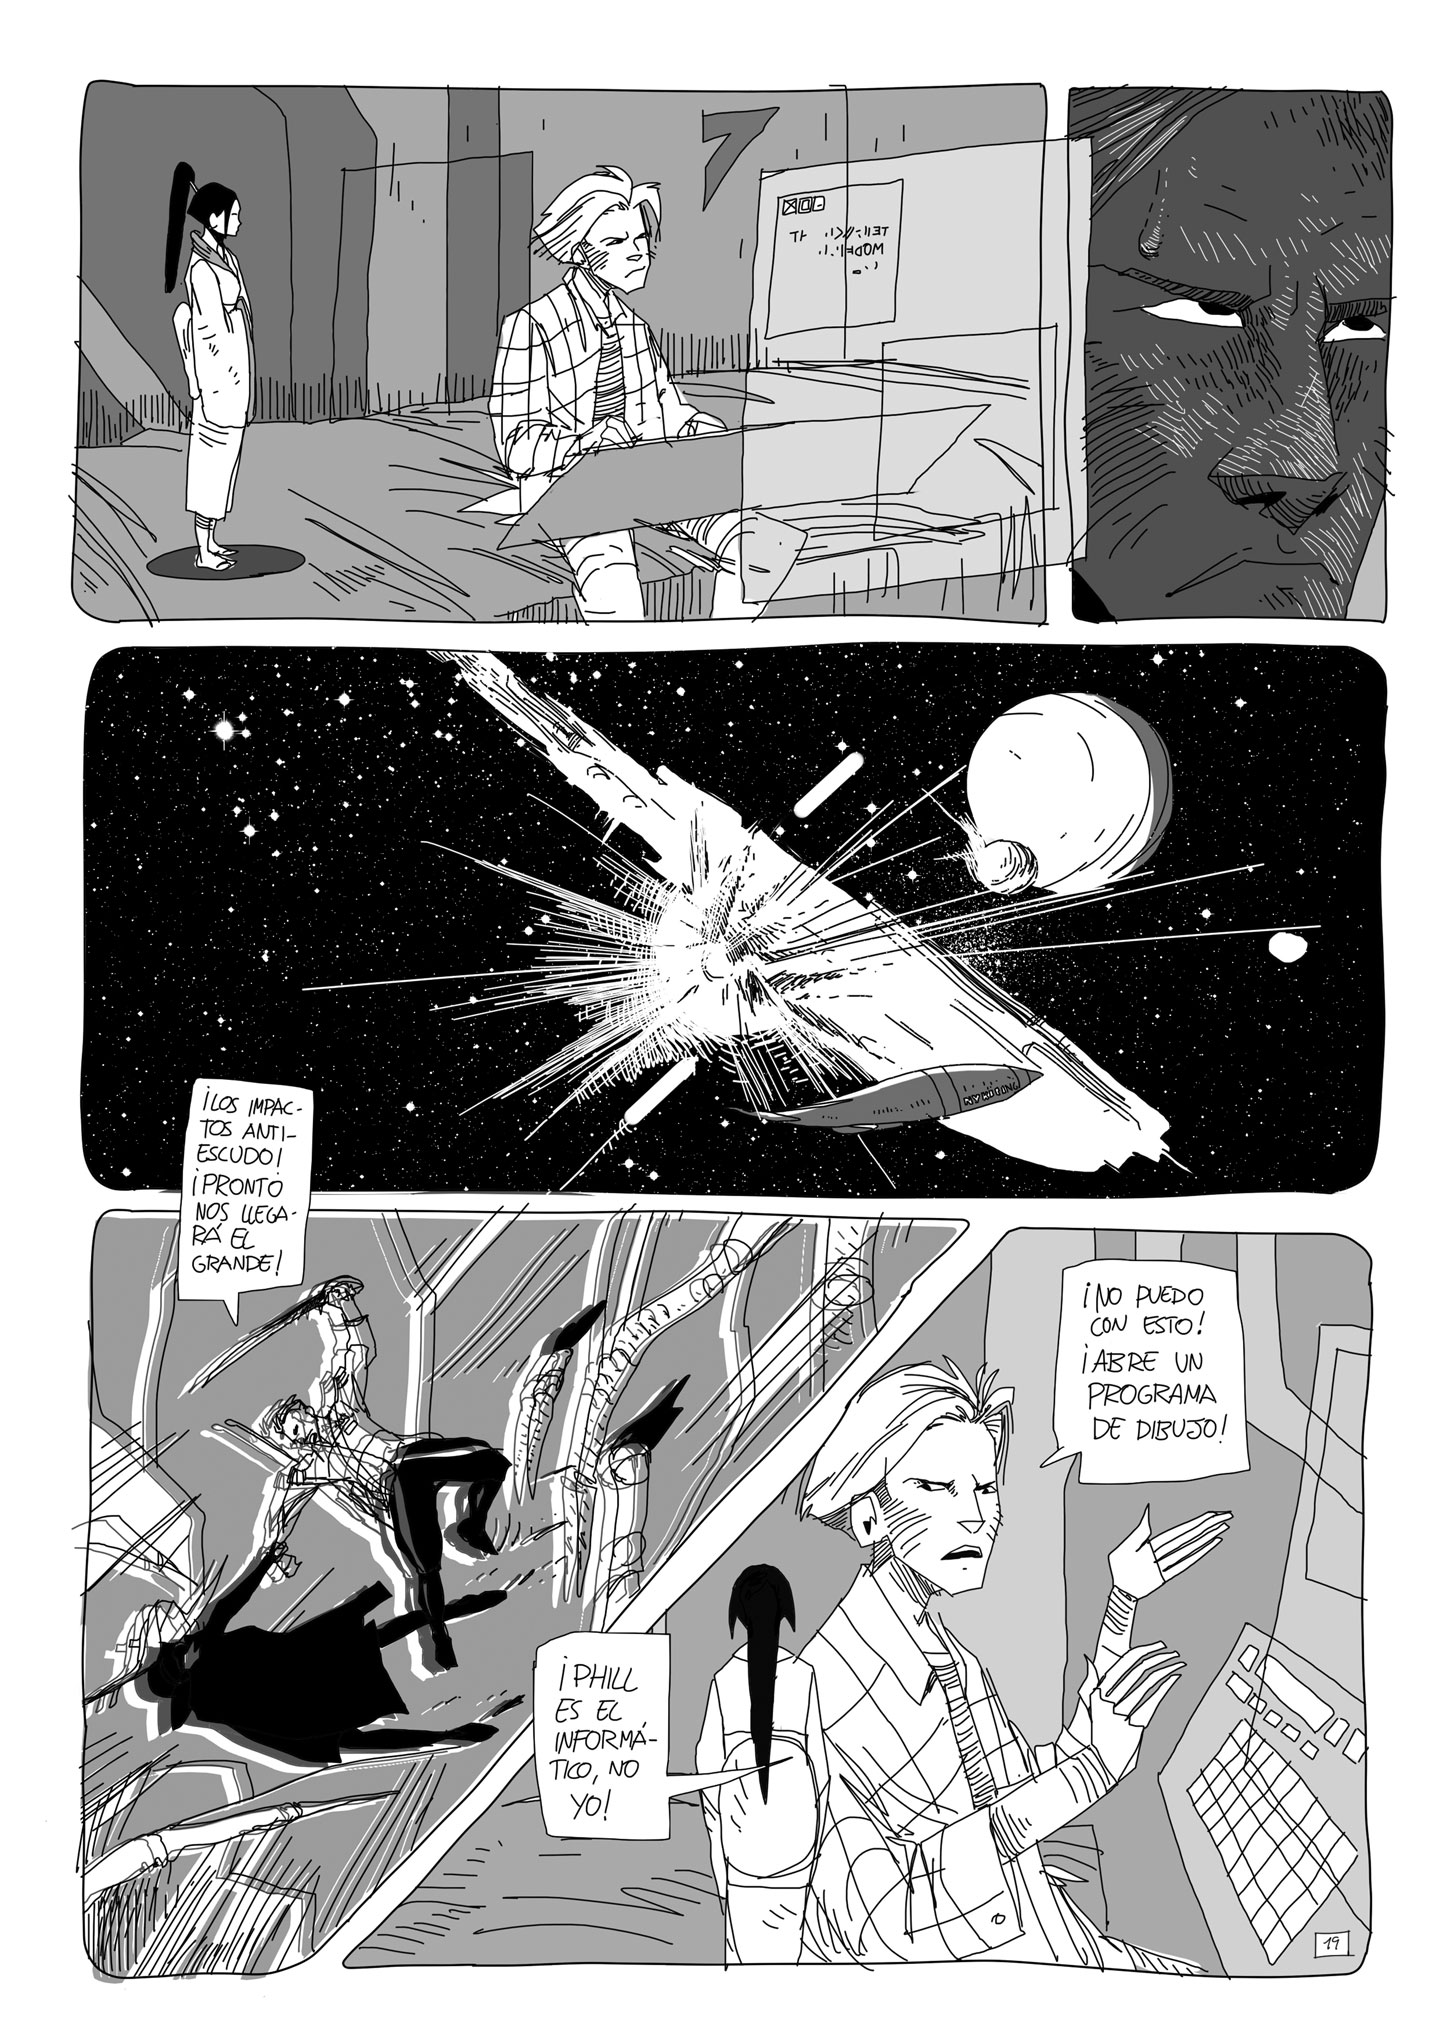 ¡LOS IMPAC-
TOS ANTI-
ESCUDO!
¡PRONTO
NOS LLEGA-
RÁ EL
GRANDE!
¡NO PUEDO
CON ESTO!
¡ABRE UN
PROGRAMA
DE DIBUJO!
¡PHILL
ES EL
INFORMÁ-
TICO, NO
YO!
19